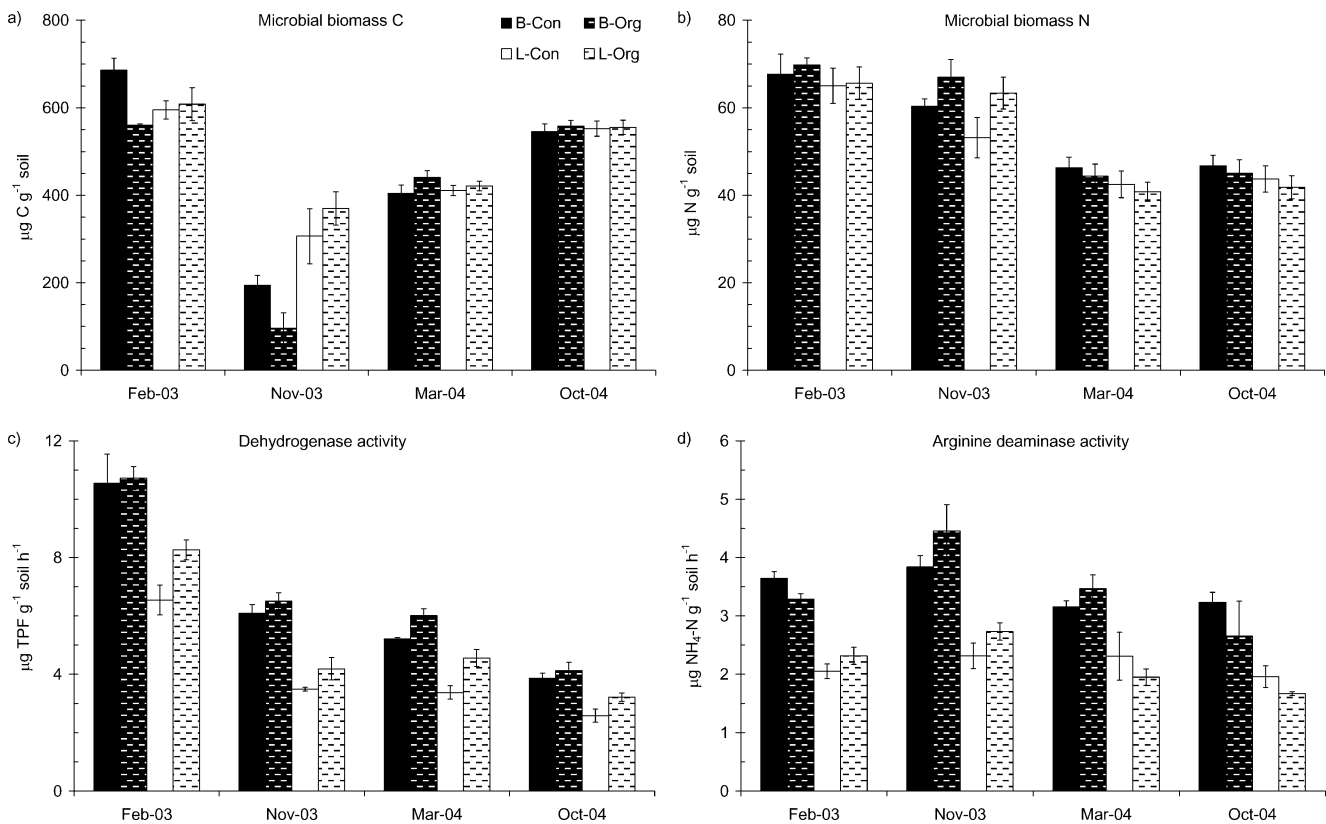 a) Microbial biomass C
B-Con B-Org
L-Con L-Org
µg C g⁻¹ soil
800
600
400
200
0
Feb-03 Nov-03 Mar-04 Oct-04
b) Microbial biomass N
µg N g⁻¹ soil
80
60
40
20
0
Feb-03 Nov-03 Mar-04 Oct-04
c) Dehydrogenase activity
µg TPF g⁻¹ soil h⁻¹
12
8
4
0
Feb-03 Nov-03 Mar-04 Oct-04
d) Arginine deaminase activity
µg NH₄-N g⁻¹ soil h⁻¹
6
5
4
3
2
1
0
Feb-03 Nov-03 Mar-04 Oct-04